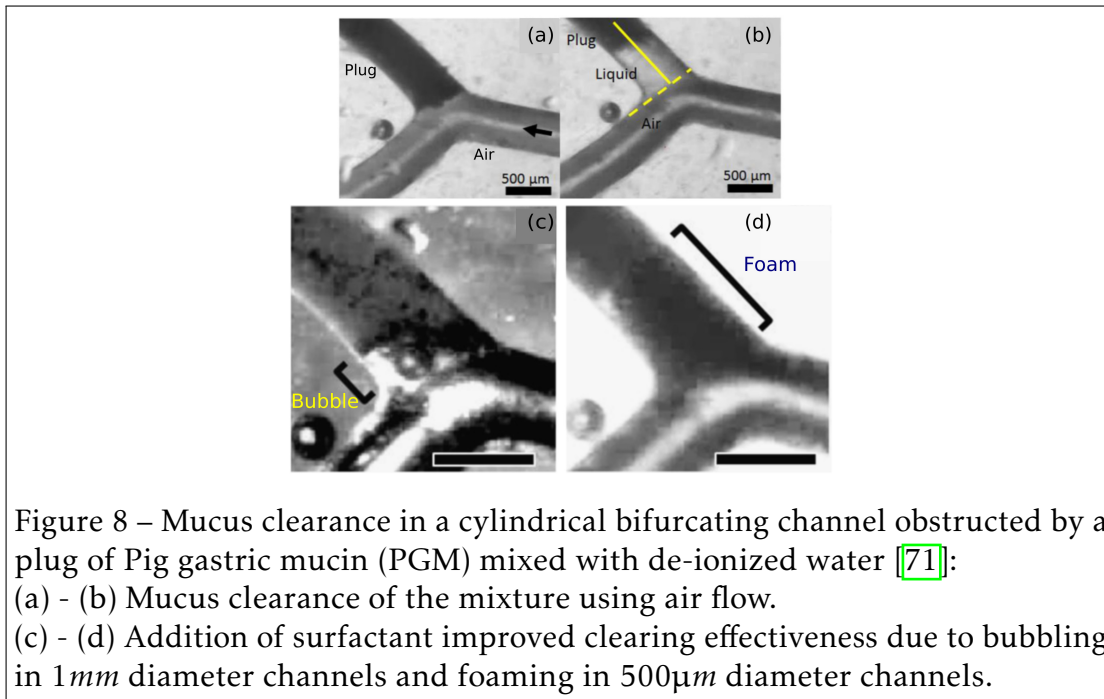 (a)
Plug
Air
500 µm
(b)
Plug
Liquid
Air
500 µm
(c)
Bubble
(d)
Foam
Figure 8 – Mucus clearance in a cylindrical bifurcating channel obstructed by a
plug of Pig gastric mucin (PGM) mixed with de-ionized water [71]:
(a) - (b) Mucus clearance of the mixture using air flow.
(c) - (d) Addition of surfactant improved clearing effectiveness due to bubbling
in 1mm diameter channels and foaming in 500µm diameter channels.